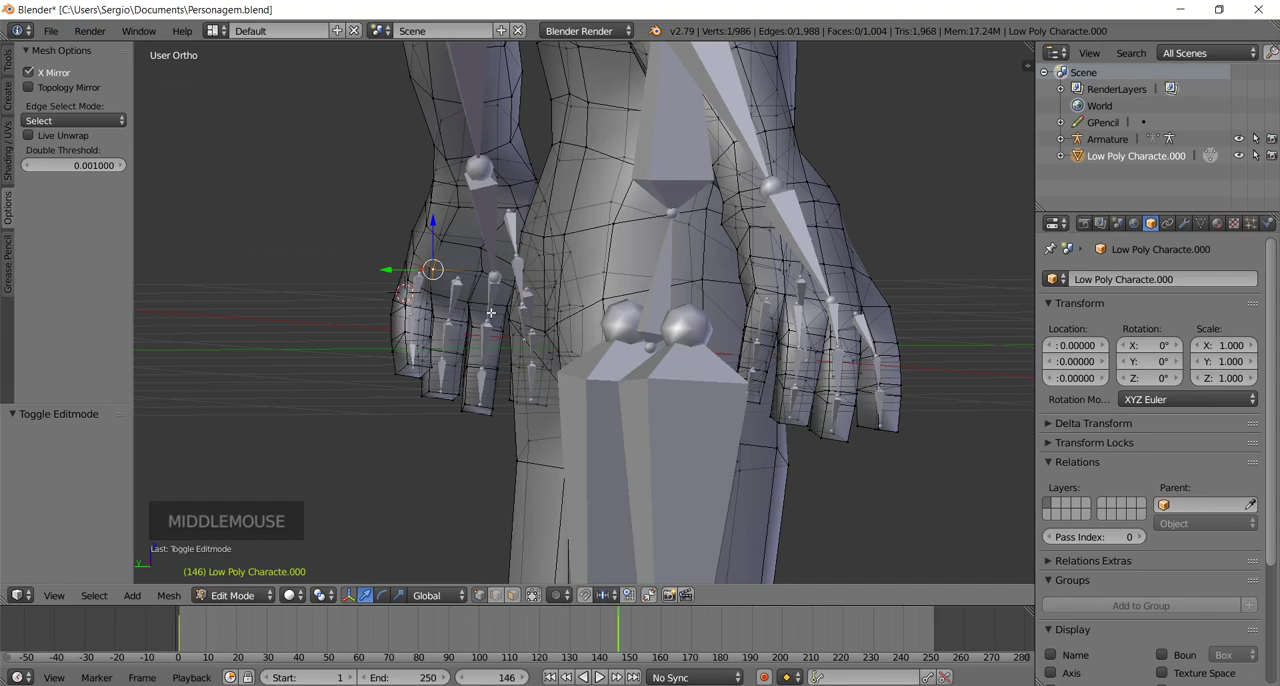 Blender* [C:\Users\Sergio\Documents\Personagem.blend]
File Render Window Help Default Scene Blender Render v2.79 | Verts:1/986 | Edges:0/1,988 | Faces:0/1,004 | Tris:1,968 | Mem:17.24M | Low Poly Characte.000
Mesh Options
X Mirror
Topology Mirror
Edge Select Mode:
Select
Live Unwrap
Double Threshold:
0.001000
Tools
Create
Shading / UVs
Options
Grease Pencil
Toggle Editmode
User Ortho
MIDDLEMOUSE
Last: Toggle Editmode
(146) Low Poly Characte.000
View Select Add Mesh Edit Mode Global
-50 -40 -30 -20 -10 0 10 20 30 40 50 60 70 80 90 100 110 120 130 140 150 160 170 180 190 200 210 220 230 240 250 260 270 280
View Marker Frame Playback Start: 1 End: 250 146 No Sync
View Search All Scenes
Scene
RenderLayers
World
GPencil
Armature
Low Poly Characte.000
Low Poly Characte.000
Low Poly Characte.000
Transform
Location: Rotation: Scale:
: 0.00000 X: 0° X: 1.000
:0.00000 Y: 0° Y: 1.000
:0.00000 Z: 0° Z: 1.000
Rotation Mo... XYZ Euler
Delta Transform
Transform Locks
Relations
Layers: Parent:
Object
Pass Index: 0
Relations Extras
Groups
Add to Group
Display
Name Boun Box
Axis Texture Space